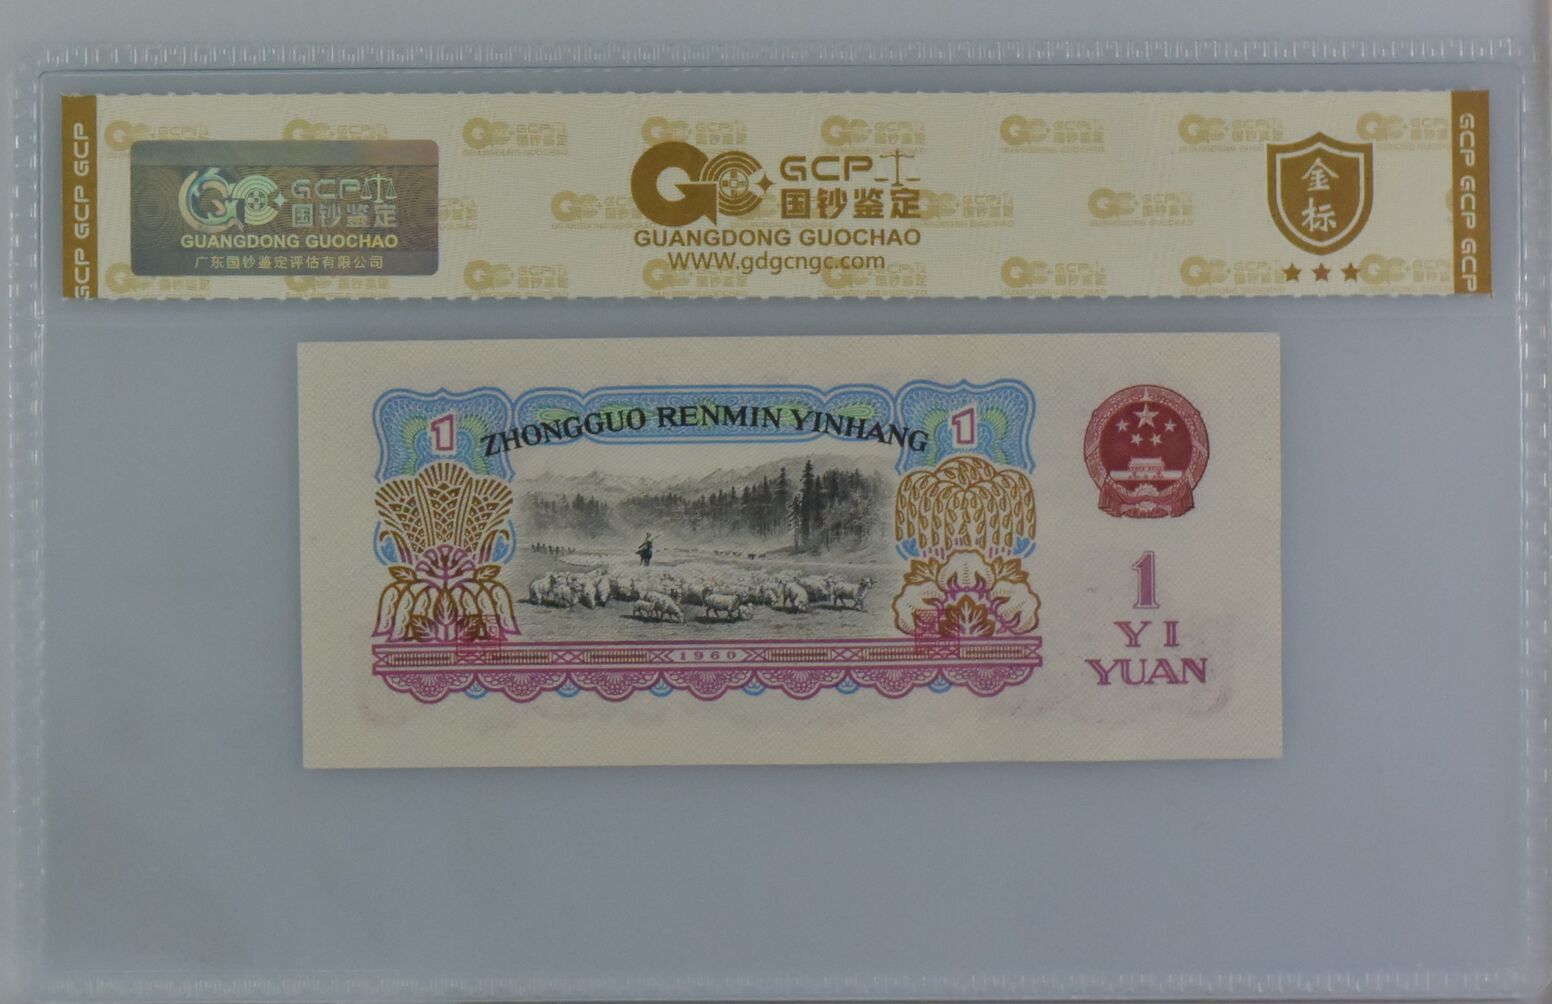 GCP GCP GCP
GCP
国钞鉴定
GUANGDONG GUOCHAO
广东国钞鉴定评估有限公司
GCP
国钞鉴定
GUANGDONG GUOCHAO
WWW.gdgcngc.com
金
标
GCP GCP GCP
1
ZHONGGUO RENMIN YINHANG
1
1960
1
YI
YUAN